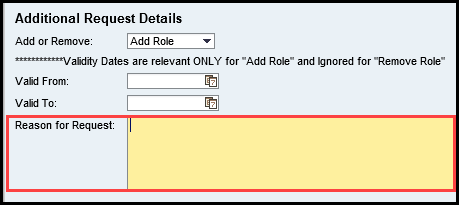 Additional Request Details
Add or Remove: Add Role
************Validity Dates are relevant ONLY for "Add Role" and Ignored for "Remove Role"
Valid From:
Valid To:
Reason for Request: